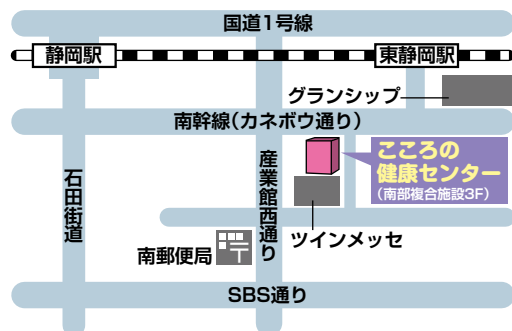 国道1号線
静岡駅
東静岡駅
グランシップ
南幹線(カネボウ通り)
こころの
健康センター
(南部複合施設3F)
石田街道
産業館西通り
ツインメッセ
南郵便局
SBS通り